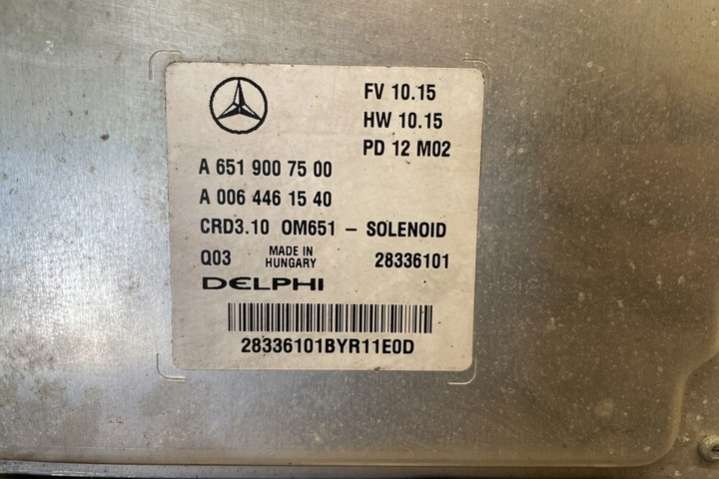 FV 10.15
HW 10.15
PD 12 M02
A 651 900 75 00
A 006 446 15 40
CRD3.10 OM651 – SOLENOID
Q03 MADE IN HUNGARY 28336101
DELPHI
28336101BYR11E0D